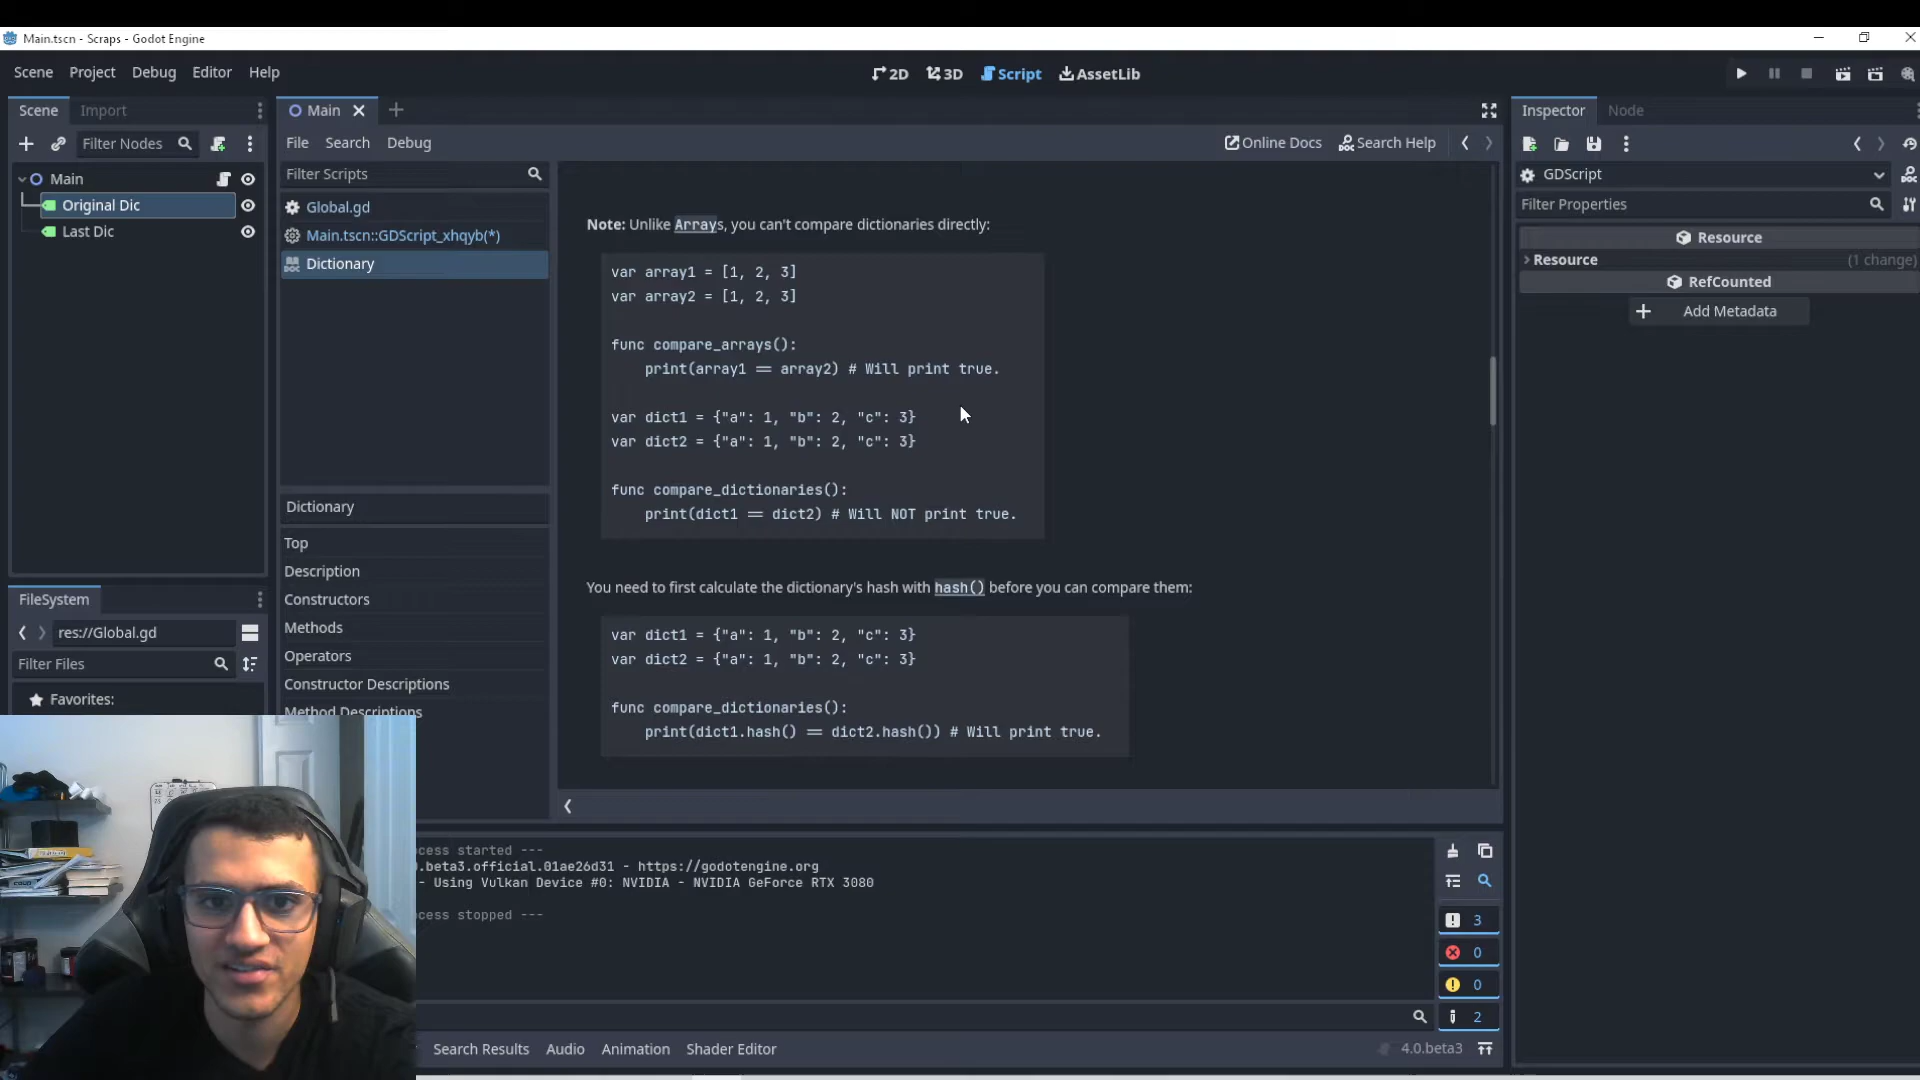 Main.tscn - Scraps - Godot Engine
Scene Project Debug Editor Help
2D 3D Script AssetLib
Scene Import
Filter Nodes
Main
Original Dic
Last Dic
FileSystem
res://Global.gd
Filter Files
Favorites:
Main
File Search Debug
Online Docs Search Help
Filter Scripts
Global.gd
Main.tscn::GDScript_xhqyb(*)
Dictionary
Dictionary
Top
Description
Constructors
Methods
Operators
Constructor Descriptions
Method Descriptions
Note: Unlike Arrays, you can't compare dictionaries directly:
var array1 = [1, 2, 3]
var array2 = [1, 2, 3]
func compare_arrays():
print(array1 == array2) # Will print true.
var dict1 = {"a": 1, "b": 2, "c": 3}
var dict2 = {"a": 1, "b": 2, "c": 3}
func compare_dictionaries():
print(dict1 == dict2) # Will NOT print true.
You need to first calculate the dictionary's hash with hash() before you can compare them:
var dict1 = {"a": 1, "b": 2, "c": 3}
var dict2 = {"a": 1, "b": 2, "c": 3}
func compare_dictionaries():
print(dict1.hash() == dict2.hash()) # Will print true.
cess started ---
.beta3.official.01ae26d31 - https://godotengine.org
- Using Vulkan Device #0: NVIDIA - NVIDIA GeForce RTX 3080
cess stopped ---
3
0
0
2
Search Results Audio Animation Shader Editor
4.0.beta3
Inspector Node
GDScript
Filter Properties
Resource
Resource (1 change)
RefCounted
Add Metadata